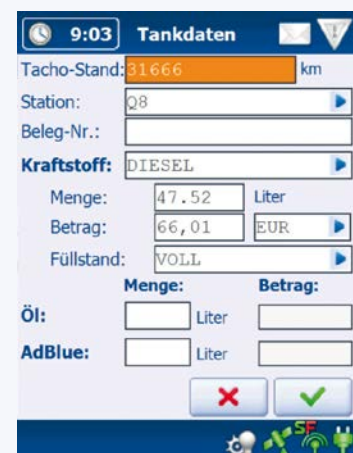 9:03 Tankdaten
Tacho-Stand: 31666 km
Station: Q8
Beleg-Nr.:
Kraftstoff: DIESEL
Menge: 47.52 Liter
Betrag: 66,01 EUR
Füllstand: VOLL
Menge: Betrag:
Öl: Liter
AdBlue: Liter
SF